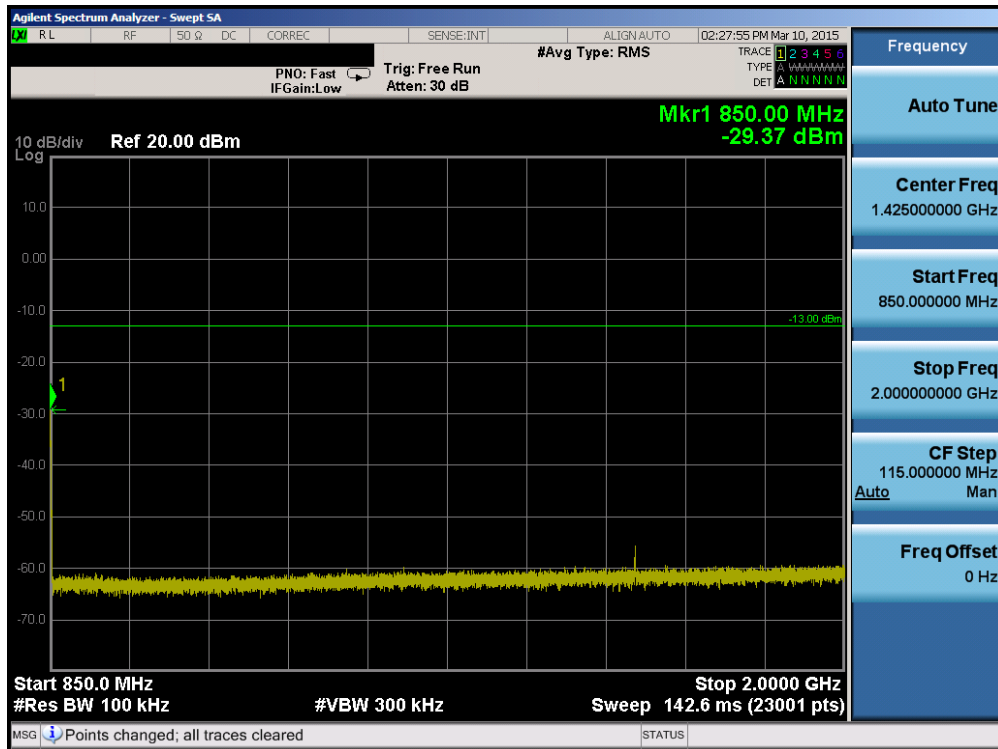 Agilent Spectrum Analyzer - Swept SA
LXI RL RF 50 Ω DC CORREC SENSE:INT ALIGN AUTO 02:27:55 PM Mar 10, 2015
#Avg Type: RMS TRACE 1 2 3 4 5 6
PNO: Fast Trig: Free Run TYPE A WWWWW
IFGain:Low Atten: 30 dB DET A N N N N N
Mkr1 850.00 MHz
10 dB/div Ref 20.00 dBm -29.37 dBm
Log
10.0
0.00
-10.0
-13.00 dBm
-20.0
1
-30.0
-40.0
-50.0
-60.0
-70.0
Start 850.0 MHz Stop 2.0000 GHz
#Res BW 100 kHz #VBW 300 kHz Sweep 142.6 ms (23001 pts)
MSG Points changed; all traces cleared STATUS
Frequency
Auto Tune
Center Freq
1.425000000 GHz
Start Freq
850.000000 MHz
Stop Freq
2.000000000 GHz
CF Step
115.000000 MHz
Auto Man
Freq Offset
0 Hz